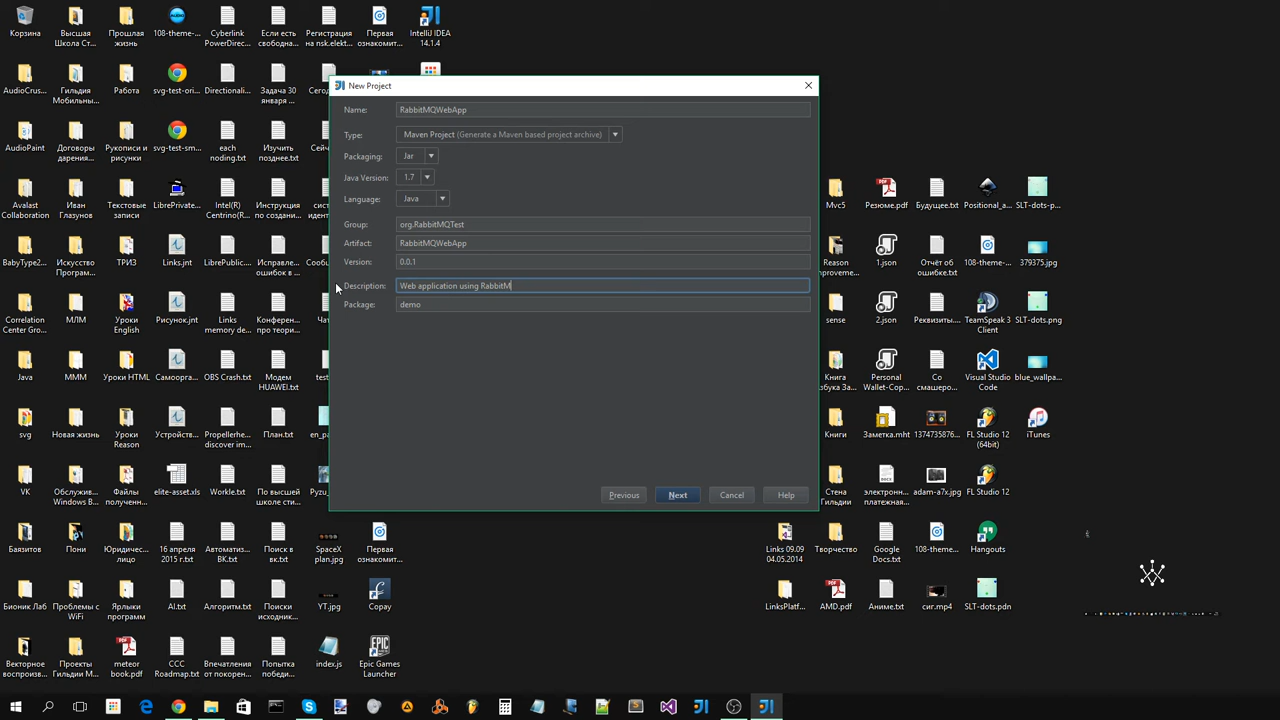 Корзина
Высшая
Школа Ст...
Прошлая
жизнь
108-theme-...
Cyberlink
PowerDirec...
Если есть
свободна...
Регистрация
на nsk.elekt...
Первая
ознакомит...
IntelliJ IDEA
14.1.4
AudioCrus...
Гильдия
Мобильны...
Работа
svg-test-ori...
Directionali...
Задача 30
января ...
AudioPaint
Договоры
дарения...
Рукописи и
рисунки
svg-test-sm...
each
noding.txt
Изучить
позднее.txt
Avalast
Collaboration
Иван
Глазунов
Текстовые
записи
LibrePrivate...
Intel(R)
Centrino(R...
Инструкция
по создани...
BabyType2...
Искусство
Програм...
ТРИЗ
Links.jnt
LibrePublic...
Исправле...
ошибок в ...
Correlation
Center Gro...
МЛМ
Уроки
English
Рисунок.jnt
Links
memory de...
Конферен...
про теори...
Java
МММ
Уроки HTML
Самоорга...
OBS Crash.txt
Модем
HUAWEI.txt
svg
Новая жизнь
Уроки
Reason
Устройств...
Propellerhe...
discover im...
План.txt
VK
Обслужив...
Windows В...
Файлы
полученн...
elite-asset.xls
Workle.txt
По высшей
школе сти...
Баязитов
Пони
Юридичес...
лицо
16 апреля
2015 г.txt
Автоматиз...
ВК.txt
Поиск в
вк.txt
SpaceX
plan.jpg
Первая
ознакомит...
Бионик Лаб
Проблемы с
WiFi
Ярлыки
программ
AI.txt
Алгоритм.txt
Поиски
исходник...
YT.jpg
Copay
Векторное
восстание...
Проекты
Гильдии М...
meteor
book.pdf
CCC
Roadmap.txt
Впечатления
от покорен...
Попытка
победи...
index.js
Epic Games
Launcher
New Project
Name:
RabbitMQWebApp
Type:
Maven Project (Generate a Maven based project archive)
Packaging:
Jar
Java Version:
1.7
Language:
Java
Group:
org.RabbitMQTest
Artifact:
RabbitMQWebApp
Version:
0.0.1
Description:
Web application using RabbitM
Package:
demo
Previous
Next
Cancel
Help
Mvc5
Резюме.pdf
Будущее.txt
Positional_a...
SLT-dots-p...
Reason
Improveme...
1.json
Отчёт об
ошибке.txt
108-theme-...
379375.jpg
sense
2.json
Реквизиты...
TeamSpeak 3
Client
SLT-dots.png
Книга
Personal
Wallet-Cop...
Со
смашеро...
Visual Studio
Code
blue_wallpa...
Книги
Заметка.mht
1374735876...
FL Studio 12
(64bit)
iTunes
Стена
Гильдии
электронн...
платежная...
adam-a7x.jpg
FL Studio 12
Links 09.09
04.05.2014
Творчество
Google
Docs.txt
108-theme-...
Hangouts
LinksPlatf...
AMD.pdf
Аниме.txt
сиг.mp4
SLT-dots.pdn